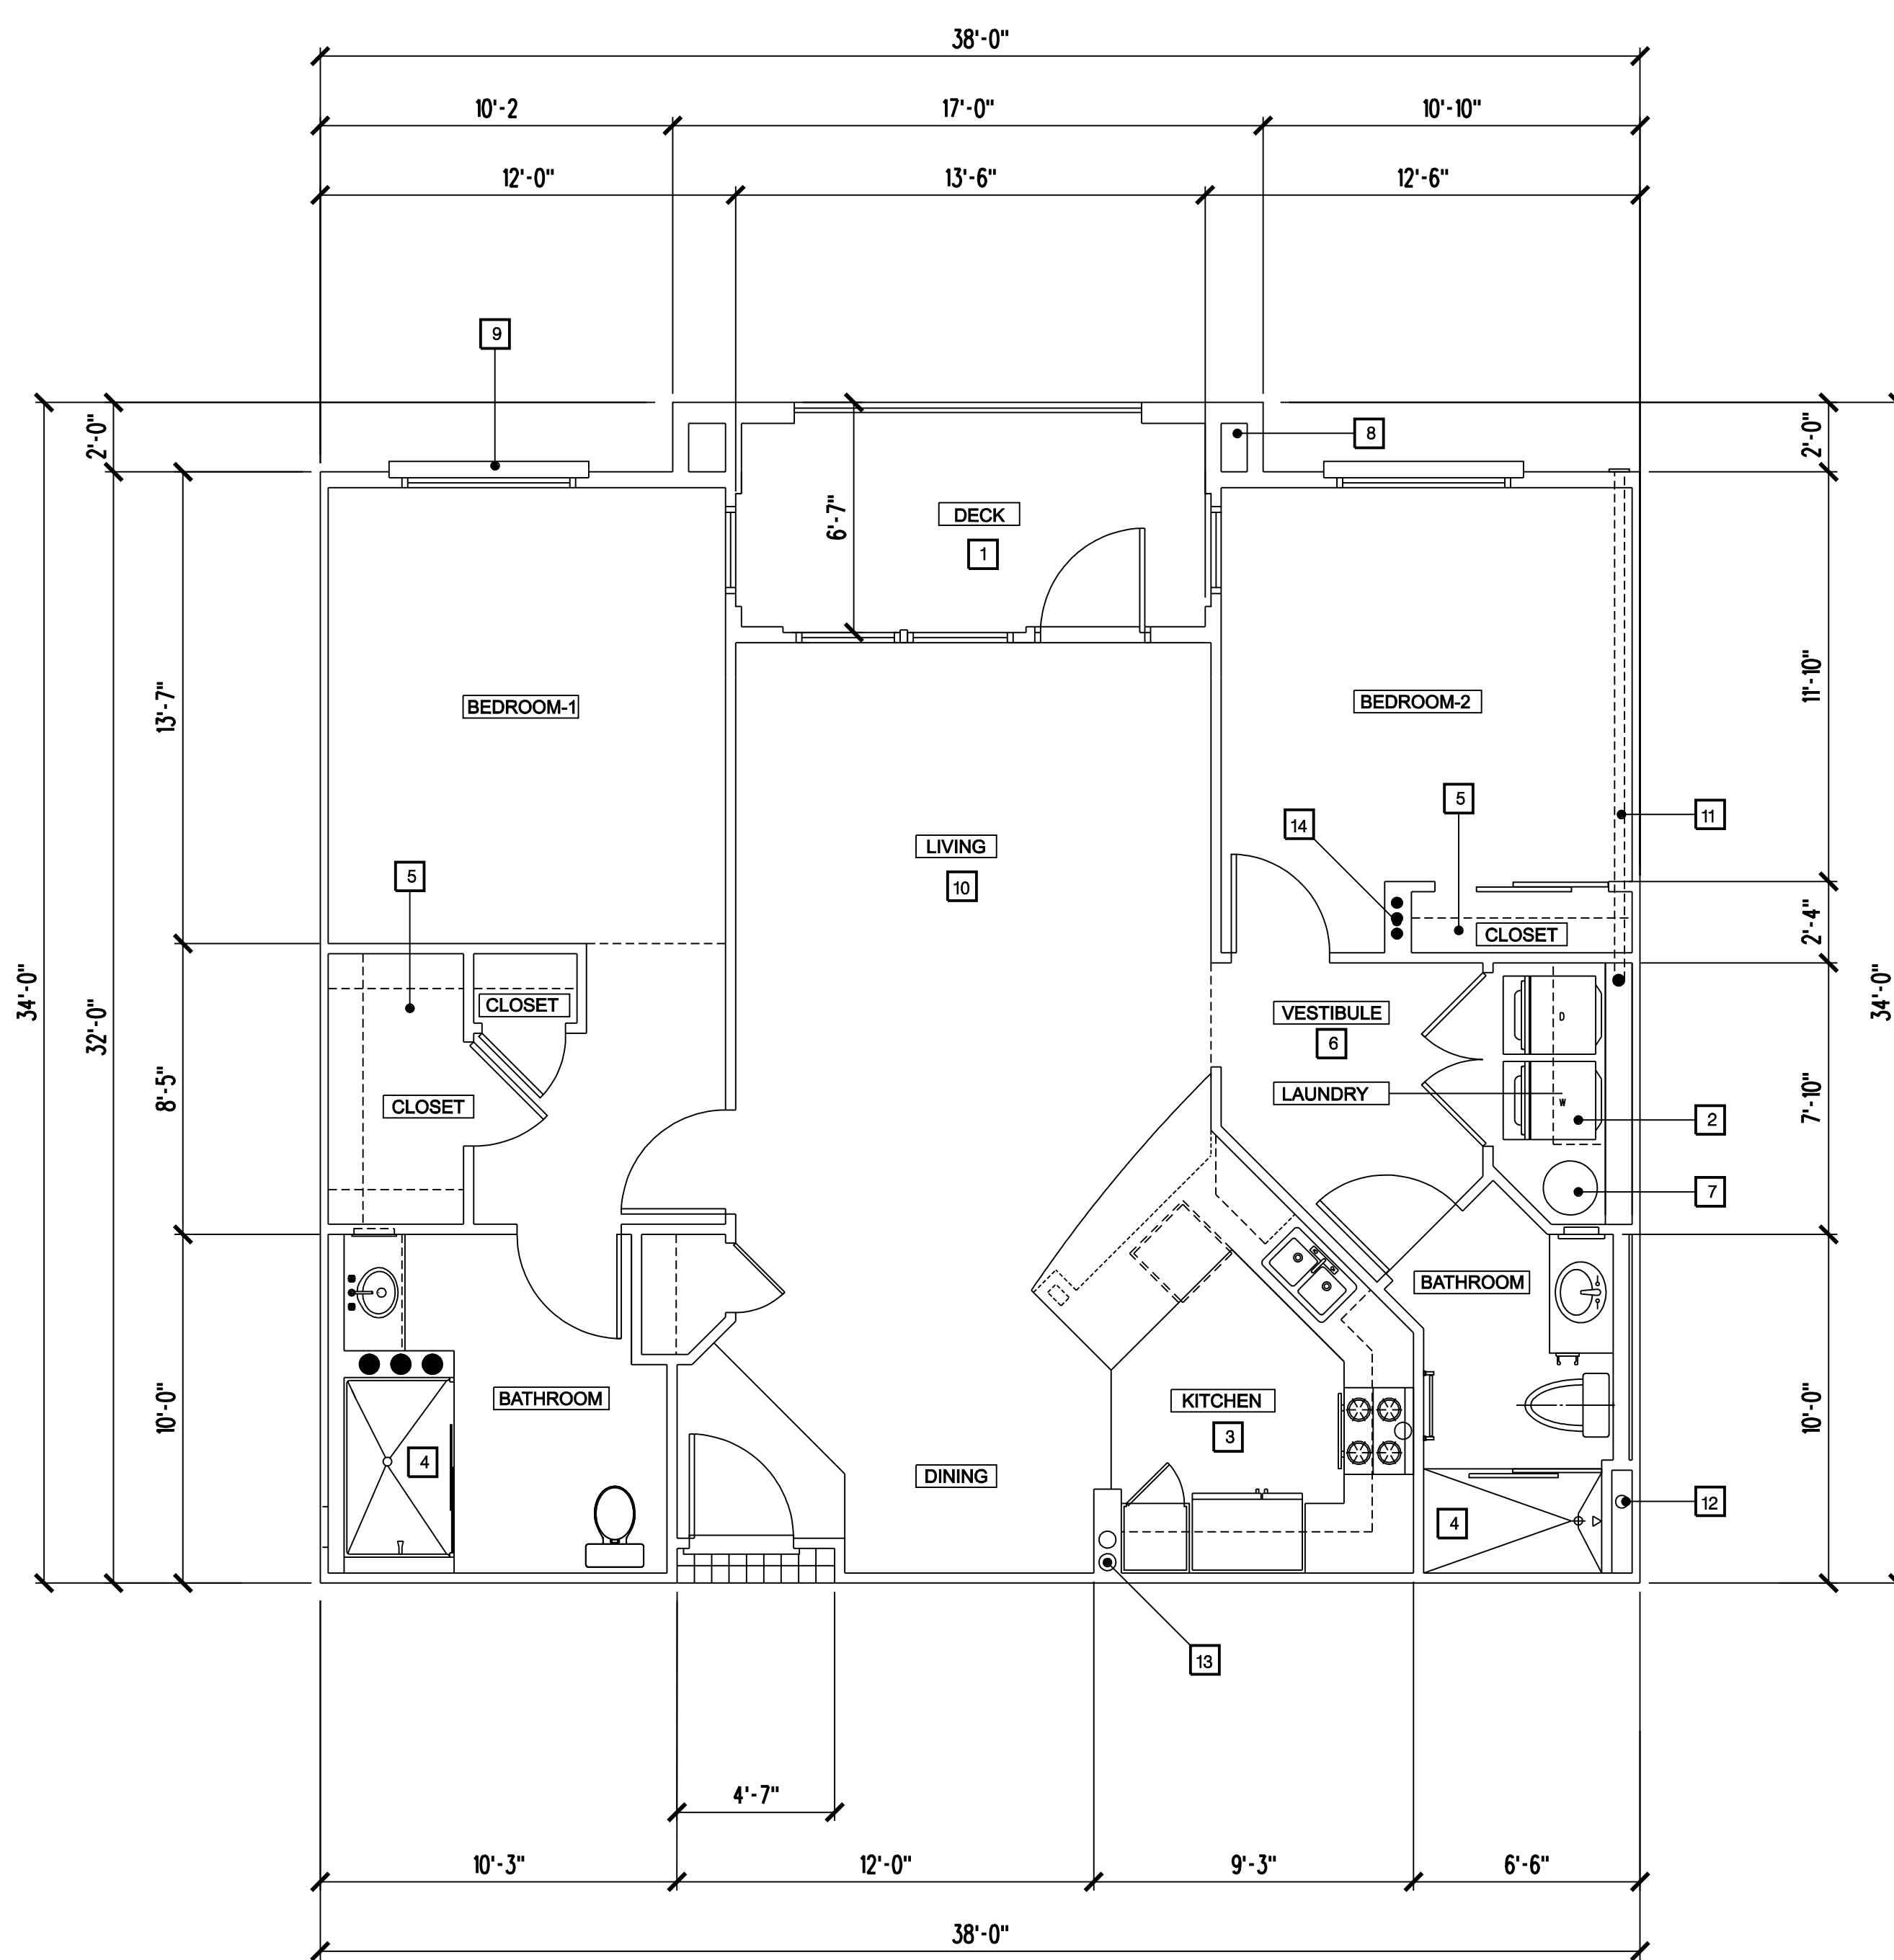 38'-0"
10'-2 17'-0" 10'-10"
12'-0" 13'-6" 12'-6"
9
2'-0" 8 2'-0"
6'-7" DECK
1
13'-7" BEDROOM-1 BEDROOM-2 11'-10"
5 14 11
LIVING
5 10
CLOSET 2'-4"
34'-0" 32'-0" CLOSET VESTIBULE D 34'-0"
6
8'-5" CLOSET LAUNDRY W 2 7'-10"
7
BATHROOM
10'-0" BATHROOM KITCHEN 10'-0"
3
4 DINING
4 12
13
4'-7"
10'-3" 12'-0" 9'-3" 6'-6"
38'-0"